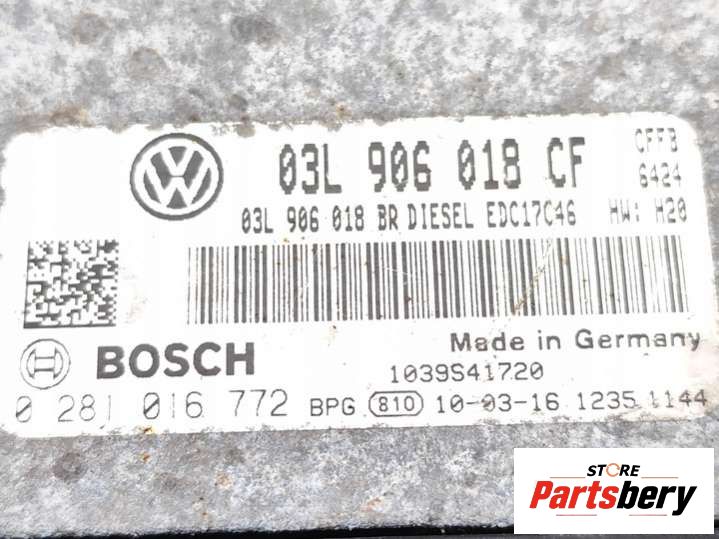 03L 906 018 CF
CFFB
6424
03L 906 018 BR DIESEL EDC17C46
HW: H20
BOSCH
Made in Germany
1039S41720
0 281 016 772 BPG 810 10-03-16 1235 1144
STORE
Partsbery